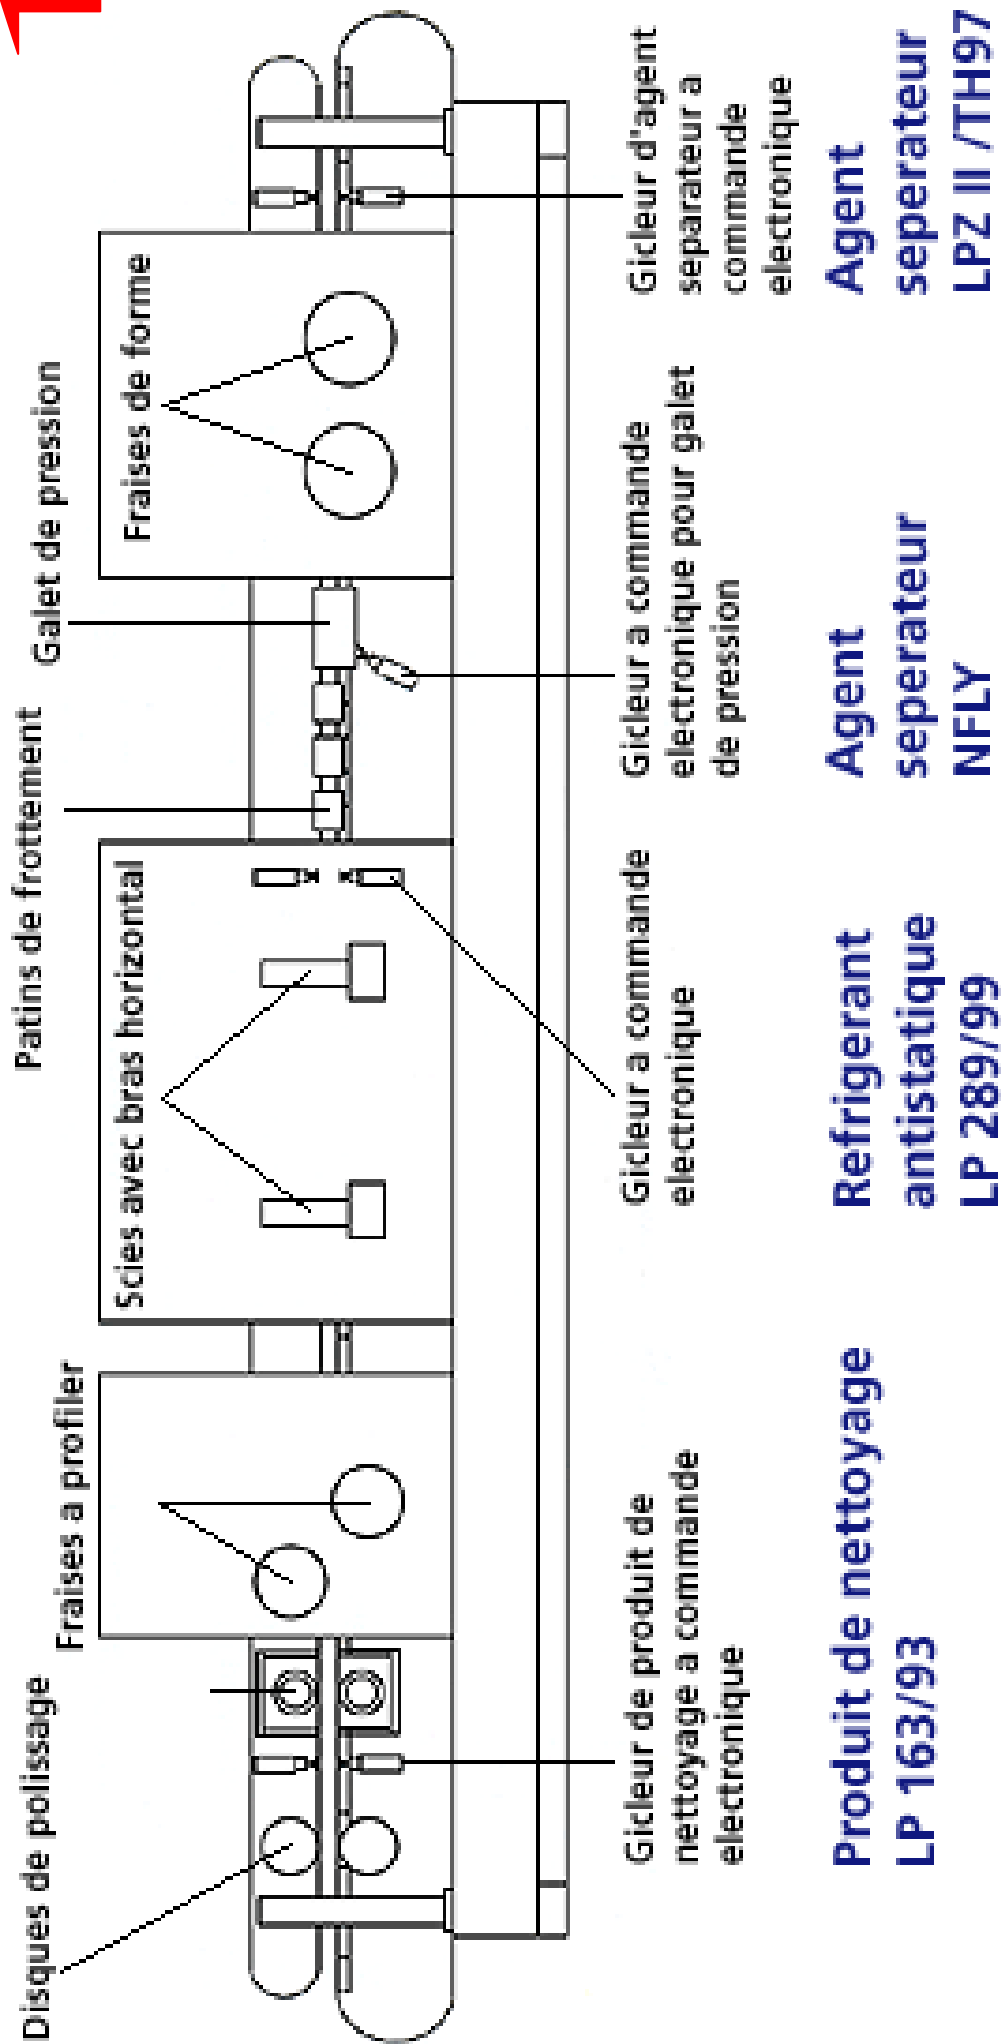 Disques de polissage
Fraises a profiler
Patins de frottement
Galet de pression
Scies avec bras horizontal
Fraises de forme
Gicleur de produit de
nettoyage a commande
electronique
Gicleur a commande
electronique
Gicleur a commande
electronique pour galet
de pression
Gicleur d'agent
separateur a
commande
electronique
Produit de nettoyage
LP 163/93
Refrigerant
antistatique
LP 289/99
Agent
seperateur
NFLY
Agent
seperateur
LPZ II /TH97